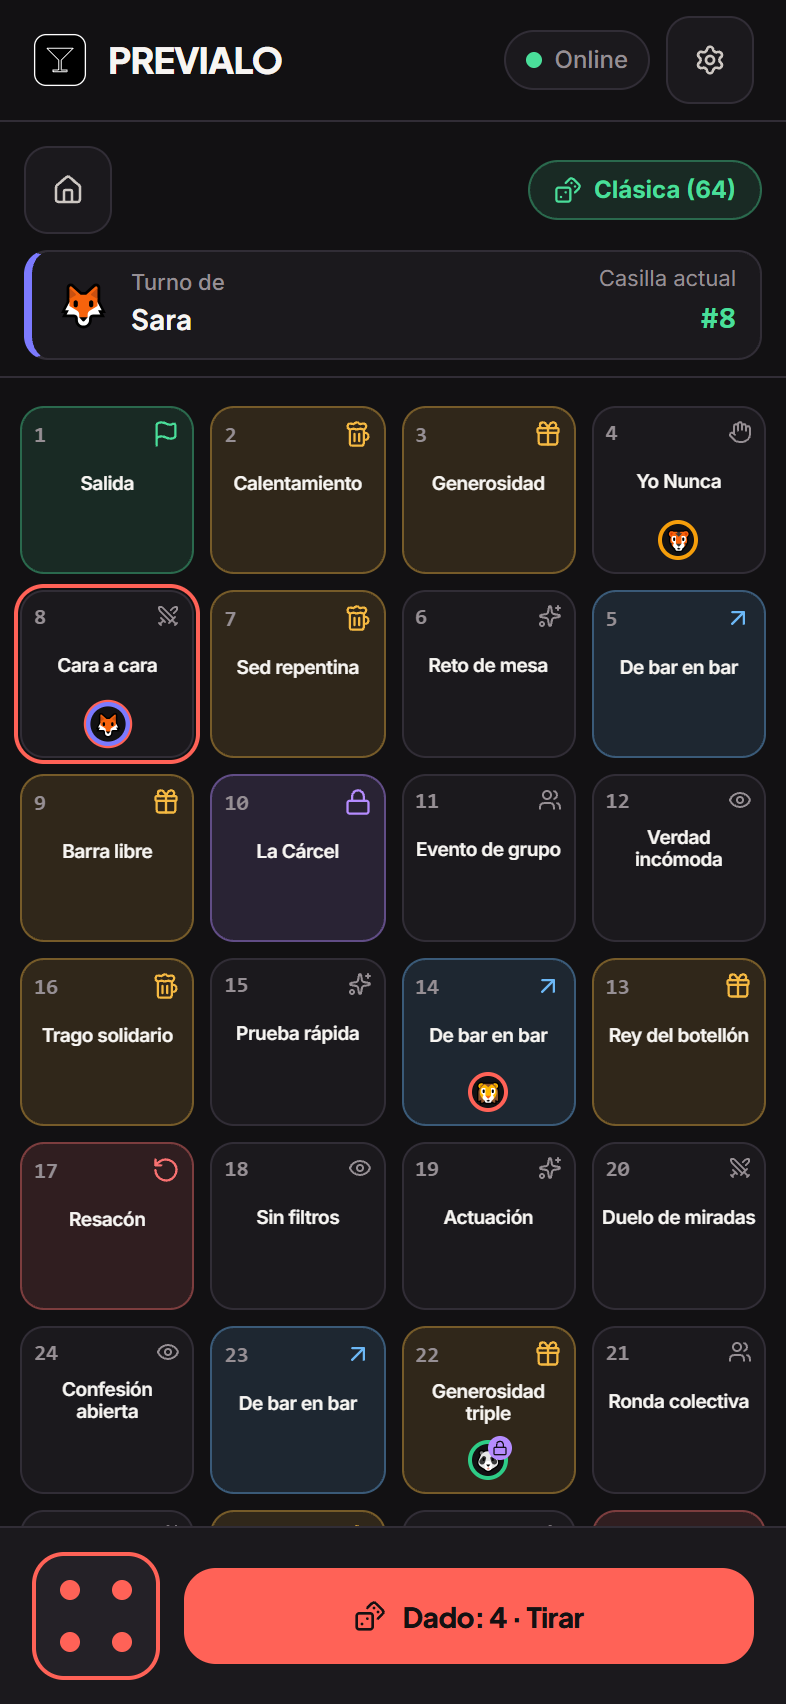 PREVIALO
Online
Clásica (64)
Turno de
Sara
Casilla actual
#8
1
Salida
2
Calentamiento
3
Generosidad
4
Yo Nunca
8
Cara a cara
7
Sed repentina
6
Reto de mesa
5
De bar en bar
9
Barra libre
10
La Cárcel
11
Evento de grupo
12
Verdad
incómoda
16
Trago solidario
15
Prueba rápida
14
De bar en bar
13
Rey del botellón
17
Resacón
18
Sin filtros
19
Actuación
20
Duelo de miradas
24
Confesión
abierta
23
De bar en bar
22
Generosidad
triple
21
Ronda colectiva
Dado: 4 · Tirar